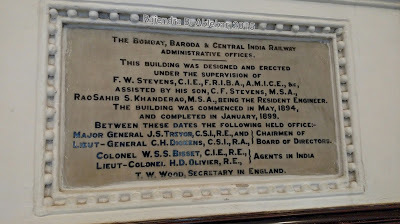 The Bombay, Baroda & Central India Railway
Administrative Offices.
This building was designed and erected
under the supervision of
F. W. Stevens, C.I.E., F.R.I.B.A., A.M.I.C.E., &c,
assisted by his son, C.F. Stevens, M.S.A.,
Rao Sahib S. Khanderao, M.S.A., being the Resident Engineer.
The building was commenced in May, 1894,
and completed in January, 1899.
Between these dates the following held office:-
Major General J.S. Trevor, C.S.I., R.E., and } Chairmen of
Lieut-General C.H. Dickens, C.S.I., R.A., } Board of Directors.
Colonel W.S.S. Bisset, C.I.E., R.E., } Agents in India
Lieut-Colonel H.D. Olivier, R.E., }
T. W. Wood, Secretary in England.